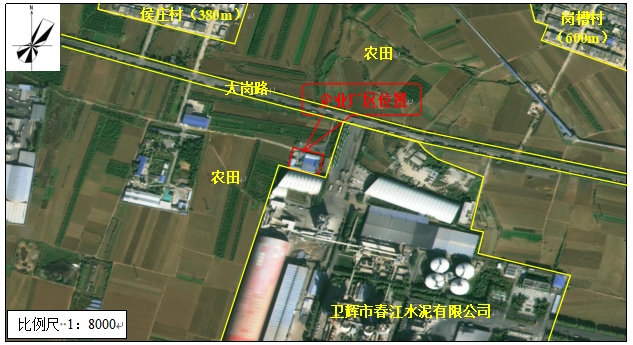 N
侯庄村（380m）
岗槽村
（600m）
农田
大岗路
企业厂区位置
农田
卫辉市春江水泥有限公司
比例尺 1：8000